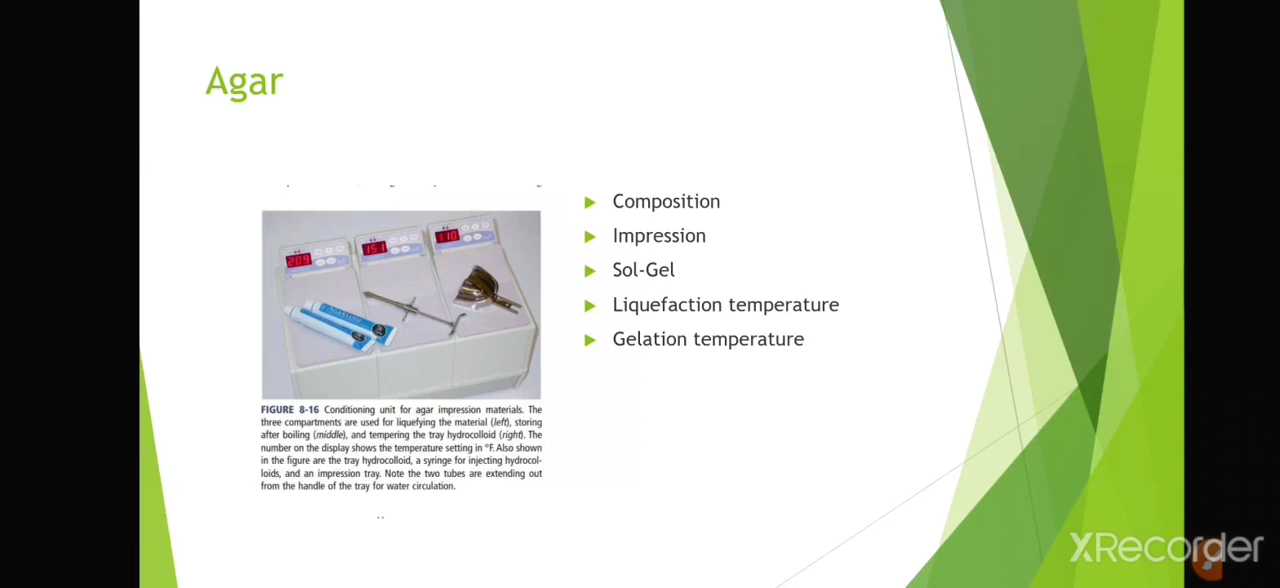 Agar
209
151
110
Composition
Impression
Sol-Gel
Liquefaction temperature
Gelation temperature
FIGURE 8-16 Conditioning unit for agar impression materials. The
three compartments are used for liquefying the material (left), storing
after boiling (middle), and tempering the tray hydrocolloid (right). The
number on the display shows the temperature setting in °F. Also shown
in the figure are the tray hydrocolloid, a syringe for injecting hydrocol-
loids, and an impression tray. Note the two tubes are extending out
from the handle of the tray for water circulation.
XRecorder